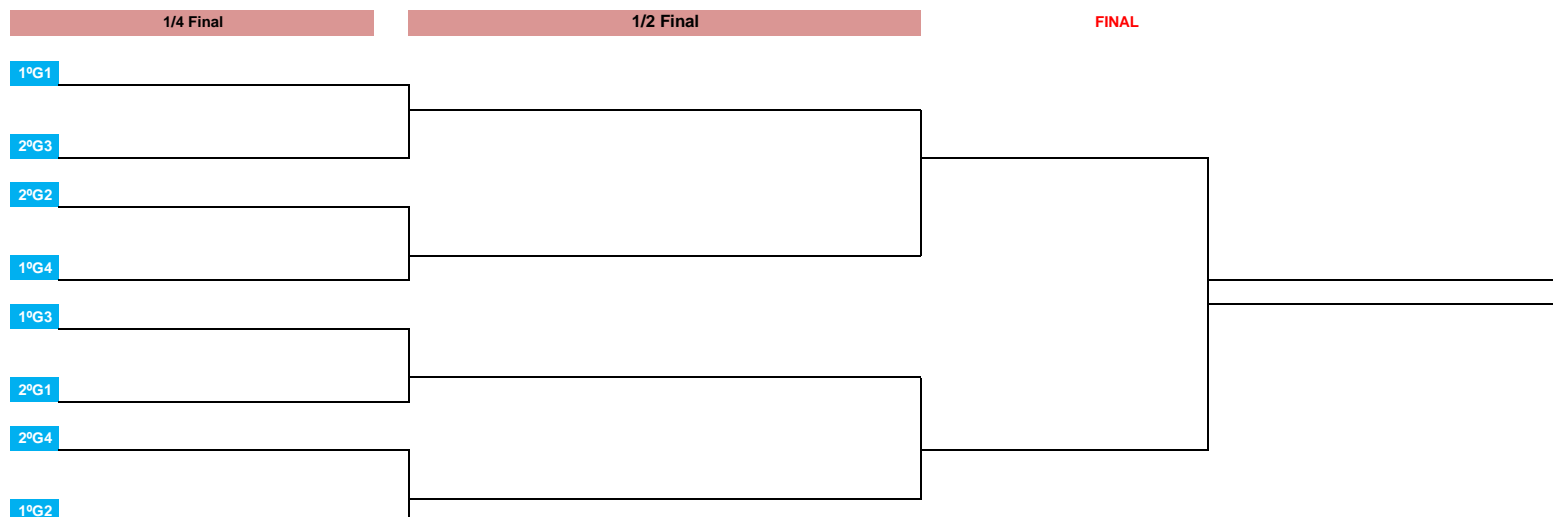 1/4 Final
1/2 Final
FINAL
1ºG1
2ºG3
2ºG2
1ºG4
1ºG3
2ºG1
2ºG4
1ºG2